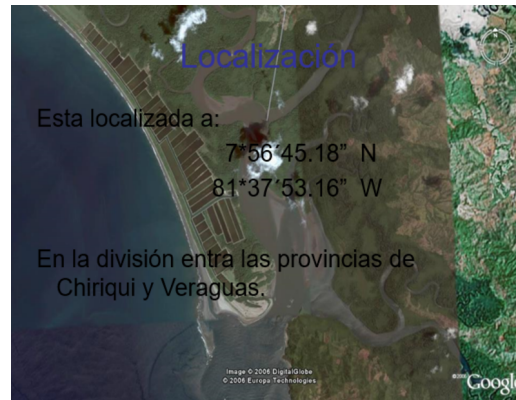 Localización
Esta localizada a:
7*56´45.18” N
81*37´53.16” W
En la división entra las provincias de
Chiriqui y Veraguas.
Image © 2006 DigitalGlobe
© 2006 Europa Technologies
Google